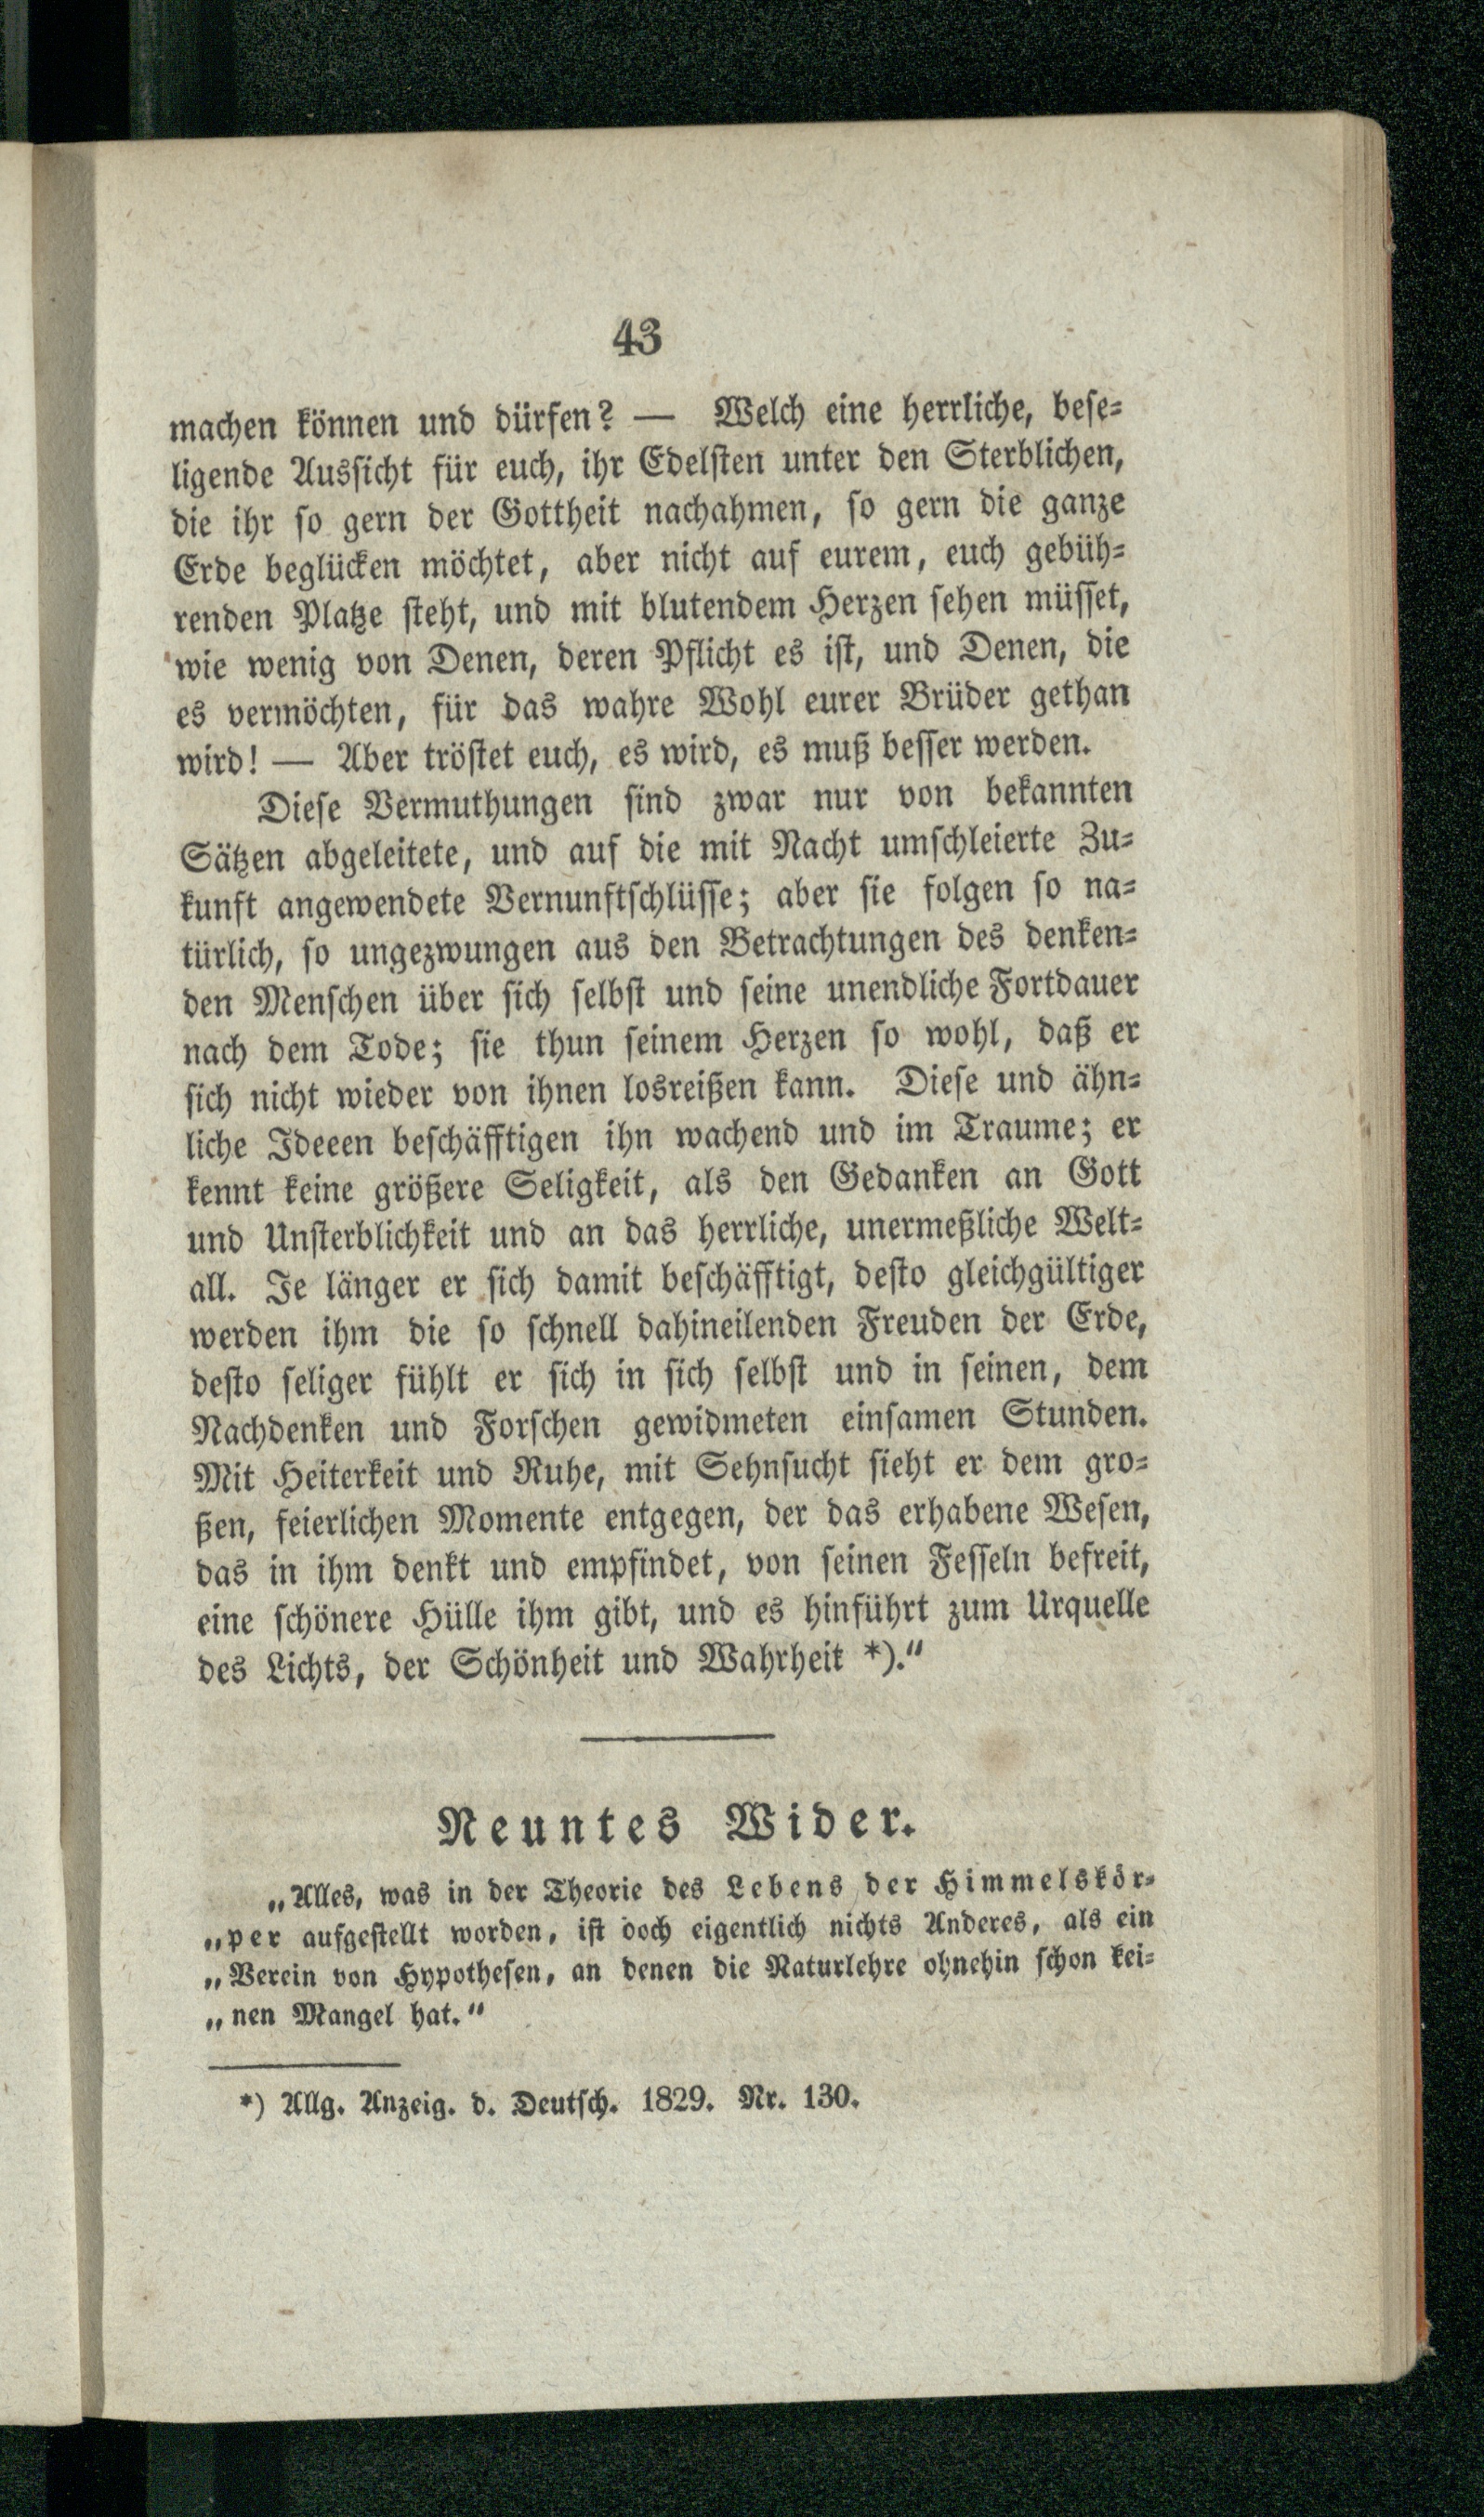 43
machen können und dürfen? — Welch eine herrliche, bese-
ligende Aussicht für euch, ihr Edelsten unter den Sterblichen,
die ihr so gern der Gottheit nachahmen, so gern die ganze
Erde beglücken möchtet, aber nicht auf eurem, euch gebüh-
renden Platze steht, und mit blutendem Herzen sehen müsset,
wie wenig von Denen, deren Pflicht es ist, und Denen, die
es vermöchten, für das wahre Wohl eurer Brüder gethan
wird! — Aber tröstet euch, es wird, es muß besser werden.
Diese Vermuthungen sind zwar nur von bekannten
Sätzen abgeleitete, und auf die mit Nacht umschleierte Zu-
kunft angewendete Vernunftschlüsse; aber sie folgen so na-
türlich, so ungezwungen aus den Betrachtungen des denken-
den Menschen über sich selbst und seine unendliche Fortdauer
nach dem Tode; sie thun seinem Herzen so wohl, daß er
sich nicht wieder von ihnen losreißen kann. Diese und ähn-
liche Ideeen beschäfftigen ihn wachend und im Traume; er
kennt keine größere Seligkeit, als den Gedanken an Gott
und Unsterblichkeit und an das herrliche, unermeßliche Welt-
all. Je länger er sich damit beschäfftigt, desto gleichgültiger
werden ihm die so schnell dahineilenden Freuden der Erde,
desto seliger fühlt er sich in sich selbst und in seinen, dem
Nachdenken und Forschen gewidmeten einsamen Stunden.
Mit Heiterkeit und Ruhe, mit Sehnsucht sieht er dem gro-
ßen, feierlichen Momente entgegen, der das erhabene Wesen,
das in ihm denkt und empfindet, von seinen Fesseln befreit,
eine schönere Hülle ihm gibt, und es hinführt zum Urquelle
des Lichts, der Schönheit und Wahrheit *).“
Neuntes Wider.
„Alles, was in der Theorie des Lebens der Himmelskör-
„per aufgestellt worden, ist doch eigentlich nichts Anderes, als ein
„Verein von Hypothesen, an denen die Naturlehre ohnehin schon kei-
„nen Mangel hat.“
*) Allg. Anzeig. d. Deutsch. 1829. Nr. 130.